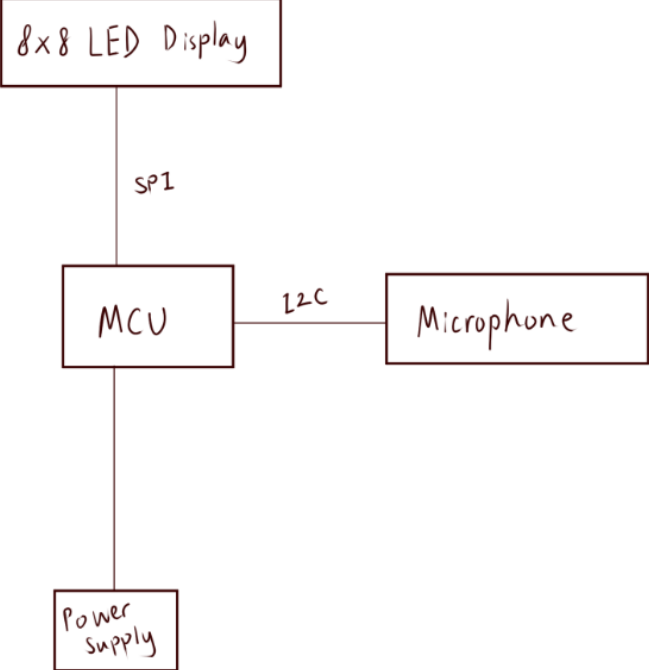 8x8 LED Display
SPI
MCU
I2C
Microphone
Power
Supply